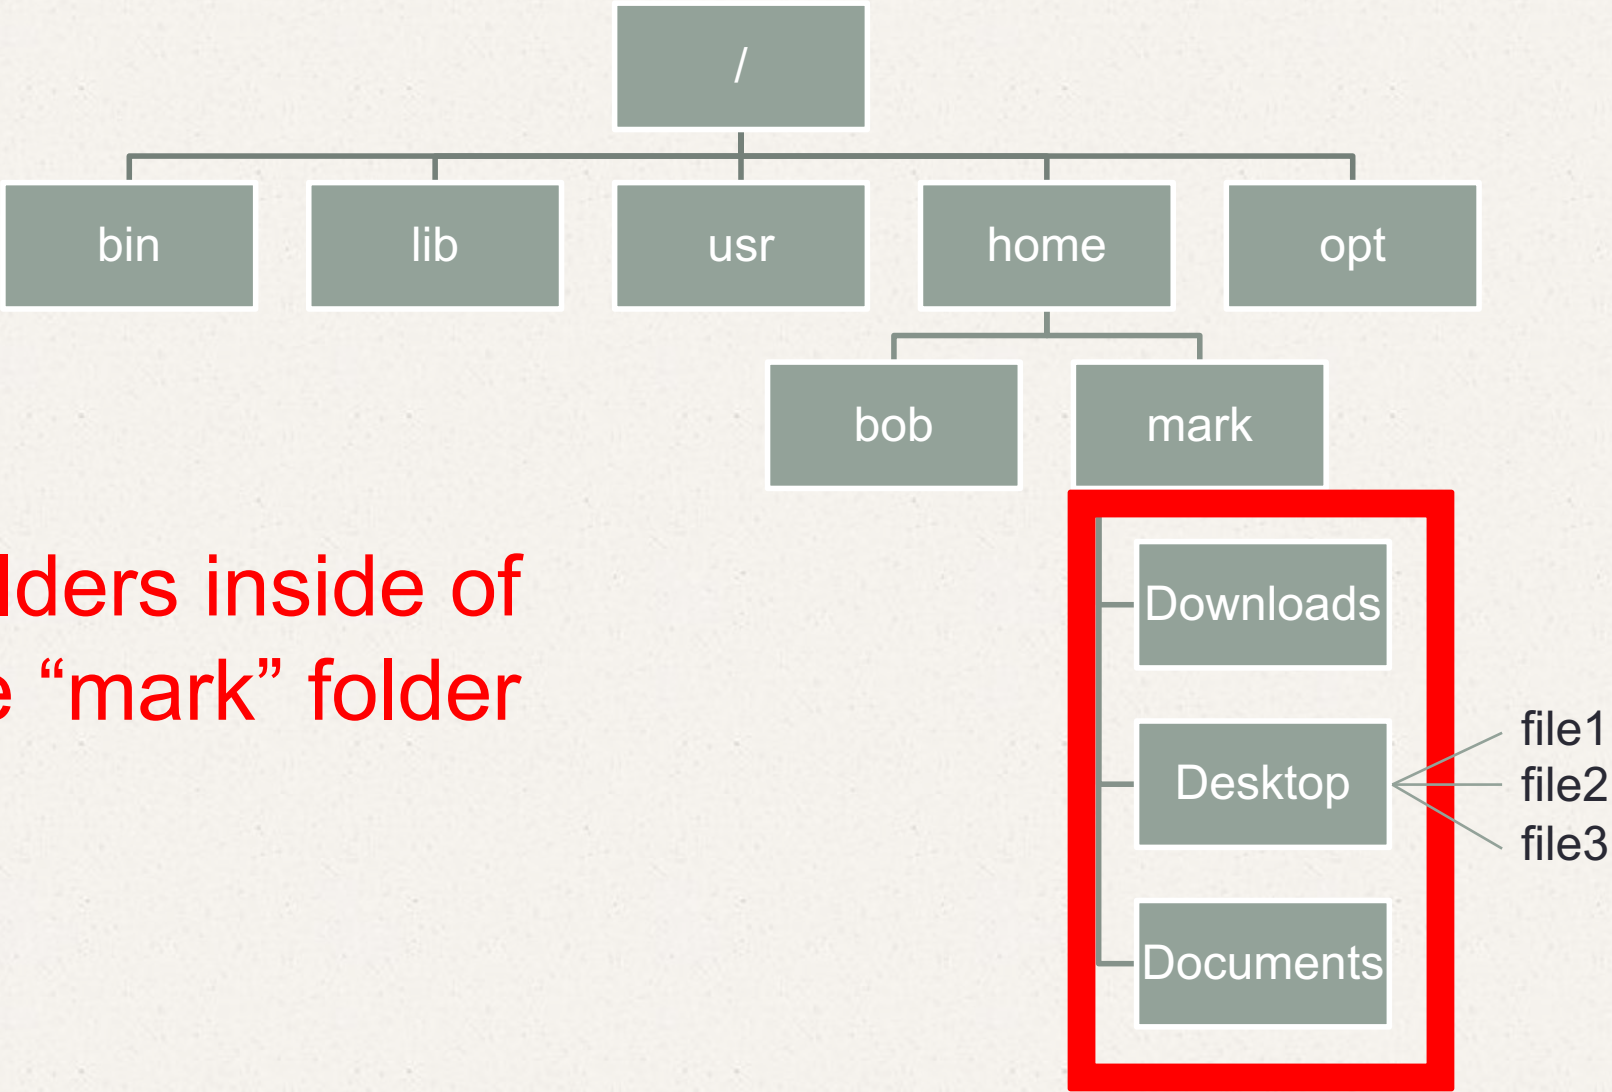 /
bin lib usr home opt
bob mark
lders inside of
e “mark” folder
Downloads
Desktop
file1
file2
file3
Documents